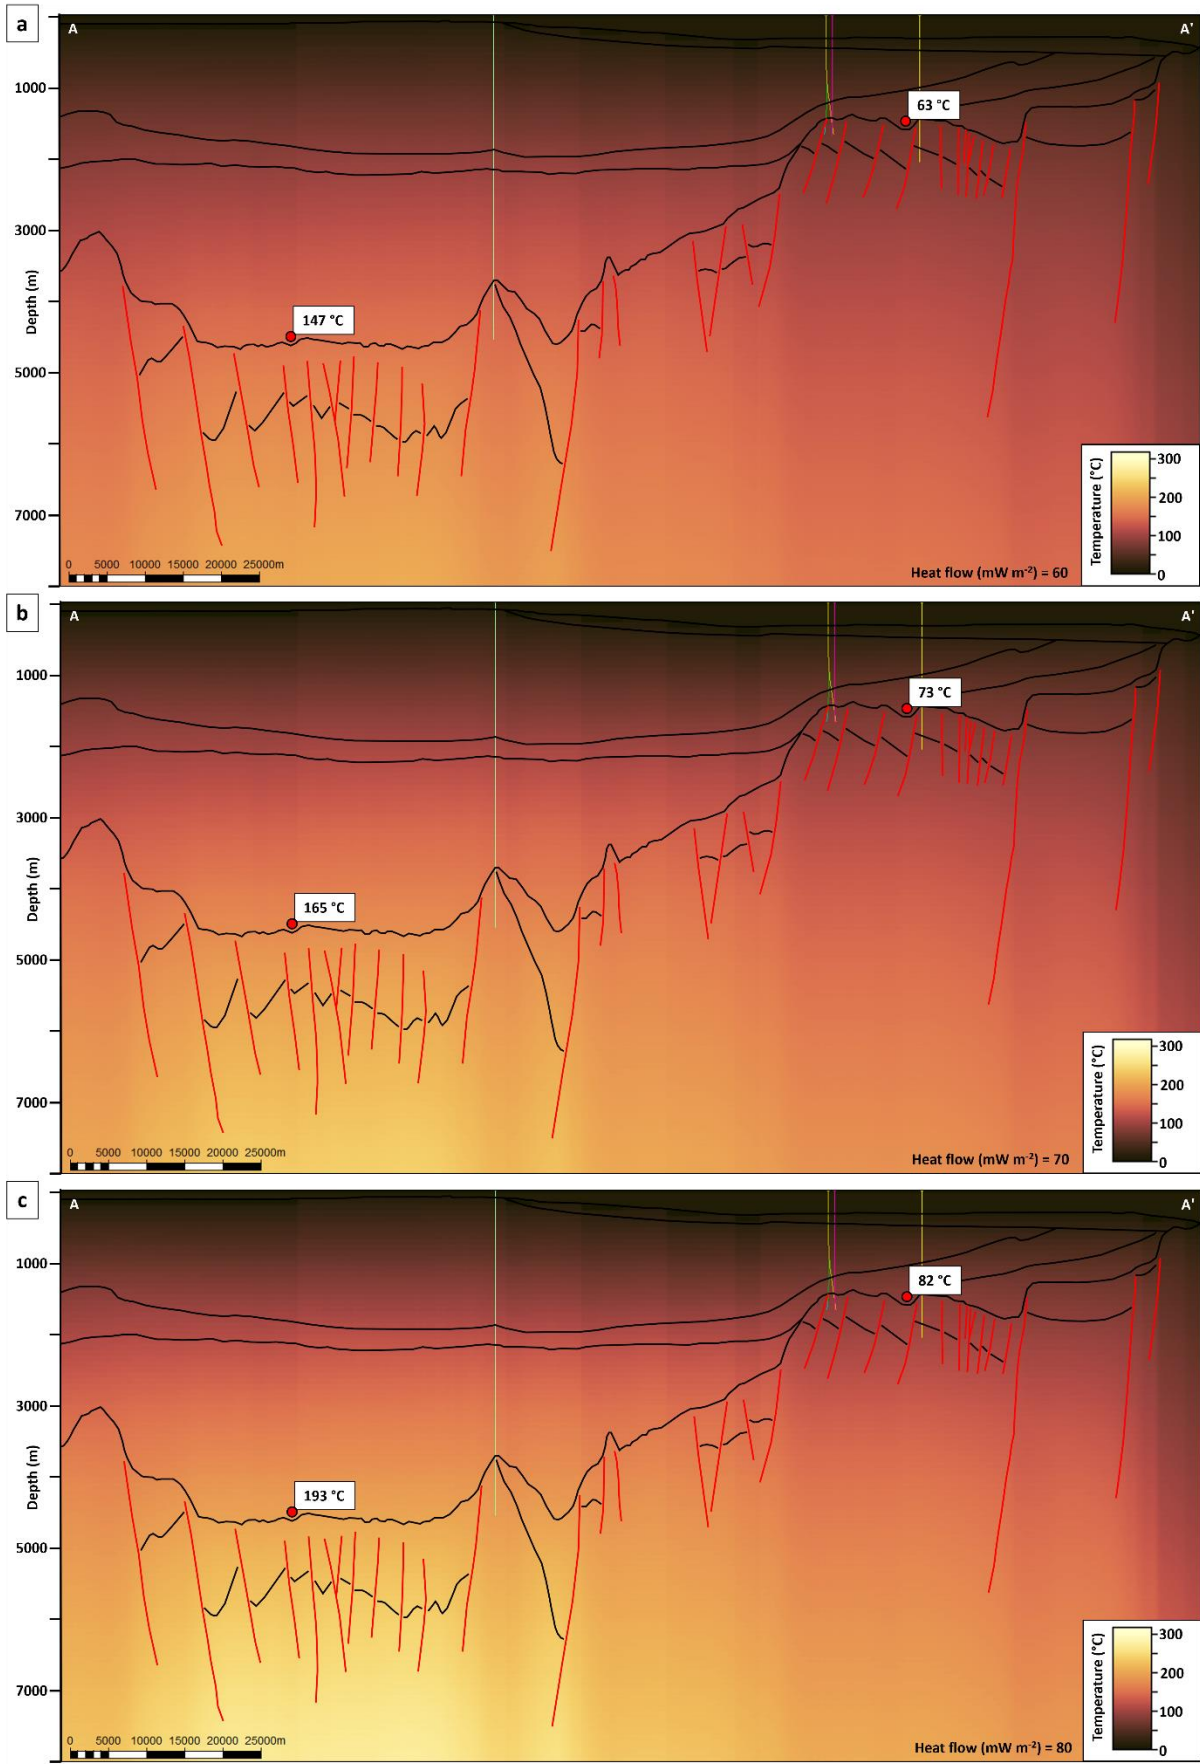 a
A
A'
1000
3000
5000
7000
Depth (m)
63 °C
147 °C
0 5000 10000 15000 20000 25000m
Heat flow (mW m⁻²) = 60
Temperature (°C)
300
200
100
0
b
A
A'
1000
3000
5000
7000
Depth (m)
73 °C
165 °C
0 5000 10000 15000 20000 25000m
Heat flow (mW m⁻²) = 70
Temperature (°C)
300
200
100
0
c
A
A'
1000
3000
5000
7000
Depth (m)
82 °C
193 °C
0 5000 10000 15000 20000 25000m
Heat flow (mW m⁻²) = 80
Temperature (°C)
300
200
100
0